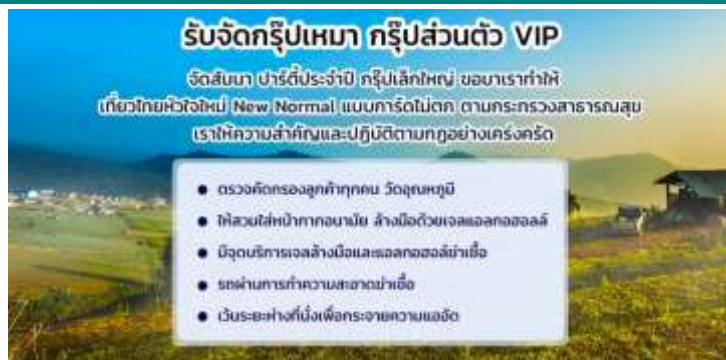 รับจัดกรุ๊ปเหมา กรุ๊ปส่วนตัว VIP
จัดสัมนา ปาร์ตี้ประจำปี กรุ๊ปเล็กใหญ่ ขอมาเราทำให้
เที่ยวไทยหัวใจใหม่ New Normal แบบการ์ดไม่ตก ตามกระทรวงสาธารณสุข
เราให้ความสำคัญและปฏิบัติตามกฎอย่างเคร่งครัด
● ตรวจคัดกรองลูกค้าทุกคน วัดอุณหภูมิ
● ให้สวมใส่หน้ากากอนามัย ล้างมือด้วยเจลแอลกอฮอลล์
● มีจุดบริการเจลล้างมือและแอลกอฮอล์ฆ่าเชื้อ
● รถผ่านการทำความสะอาดฆ่าเชื้อ
● เว้นระยะห่างที่นั่งเพื่อกระจายความแออัด